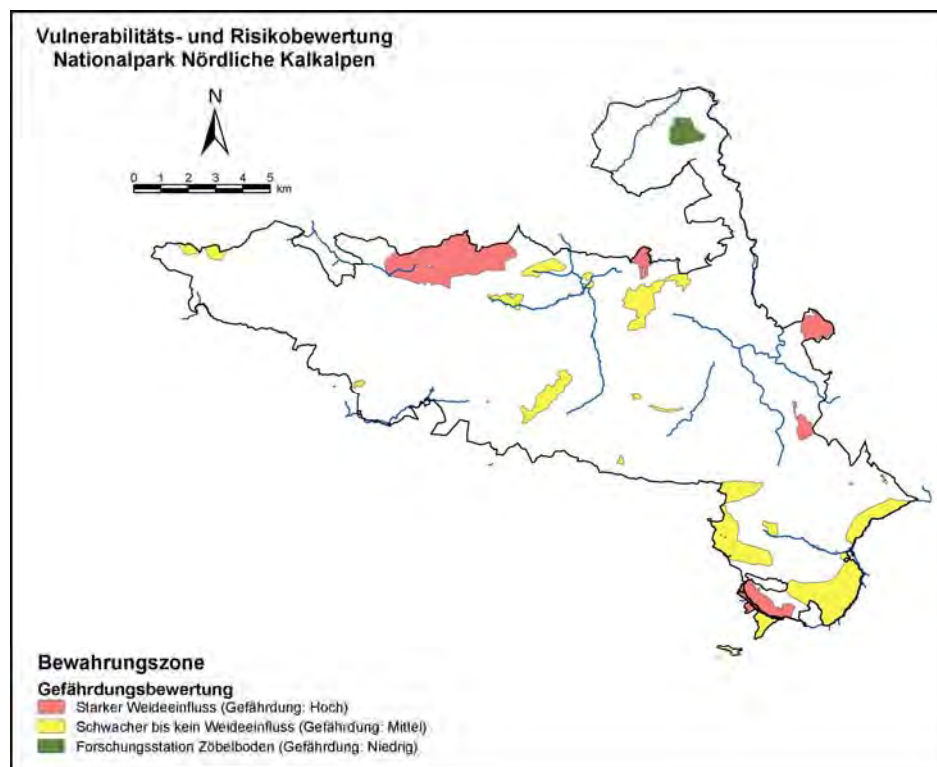 Vulnerabilitäts- und Risikobewertung
Nationalpark Nördliche Kalkalpen
N
0 1 2 3 4 5
km
Bewahrungszone
Gefährdungsbewertung
Starker Weideeinfluss (Gefährdung: Hoch)
Schwacher bis kein Weideeinfluss (Gefährdung: Mittel)
Forschungsstation Zöbelboden (Gefährdung: Niedrig)